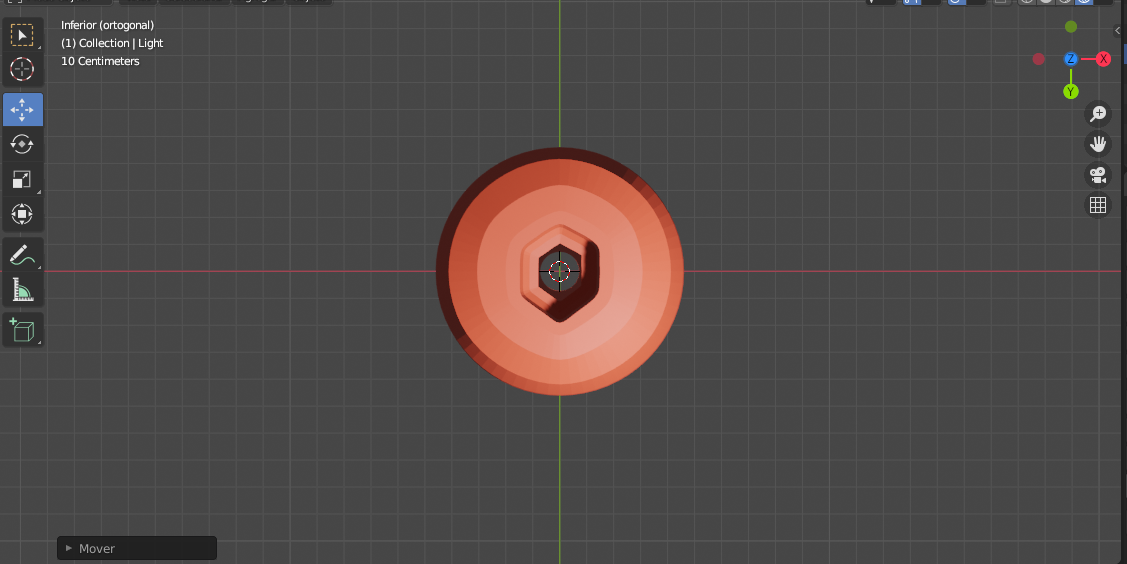 Inferior (ortogonal)
(1) Collection | Light
10 Centimeters
Z
X
Y
Mover